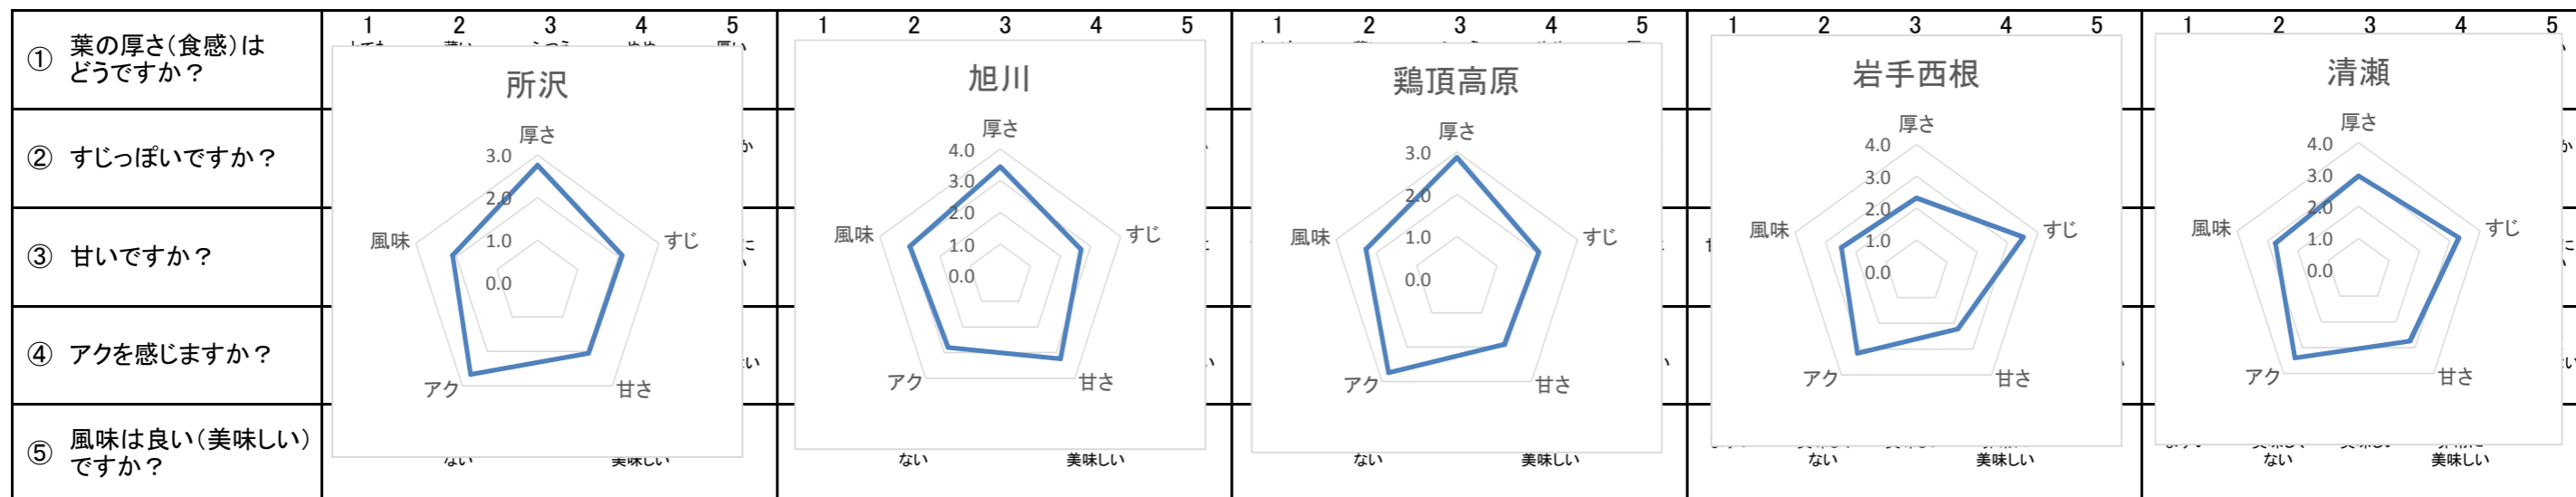 1 2 3 4 5 1 2 3 4 5 1 2 3 4 5 1 2 3 4 5 1 2 3 4 5
① 葉の厚さ(食感)は
どうですか?
② すじっぽいですか?
③ 甘いですか?
④ アクを感じますか?
⑤ 風味は良い(美味しい)
ですか?
所沢
厚さ
3.0
2.0
1.0
0.0
風味
すじ
アク
甘さ
旭川
厚さ
4.0
3.0
2.0
1.0
0.0
風味
すじ
アク
甘さ
鶏頂高原
厚さ
3.0
2.0
1.0
0.0
風味
すじ
アク
甘さ
岩手西根
厚さ
4.0
3.0
2.0
1.0
0.0
風味
すじ
アク
甘さ
清瀬
厚さ
4.0
3.0
2.0
1.0
0.0
風味
すじ
アク
甘さ
ない 美味しい
ない 美味しい
ない 美味しい
ない 美味しい
ない 美味しい